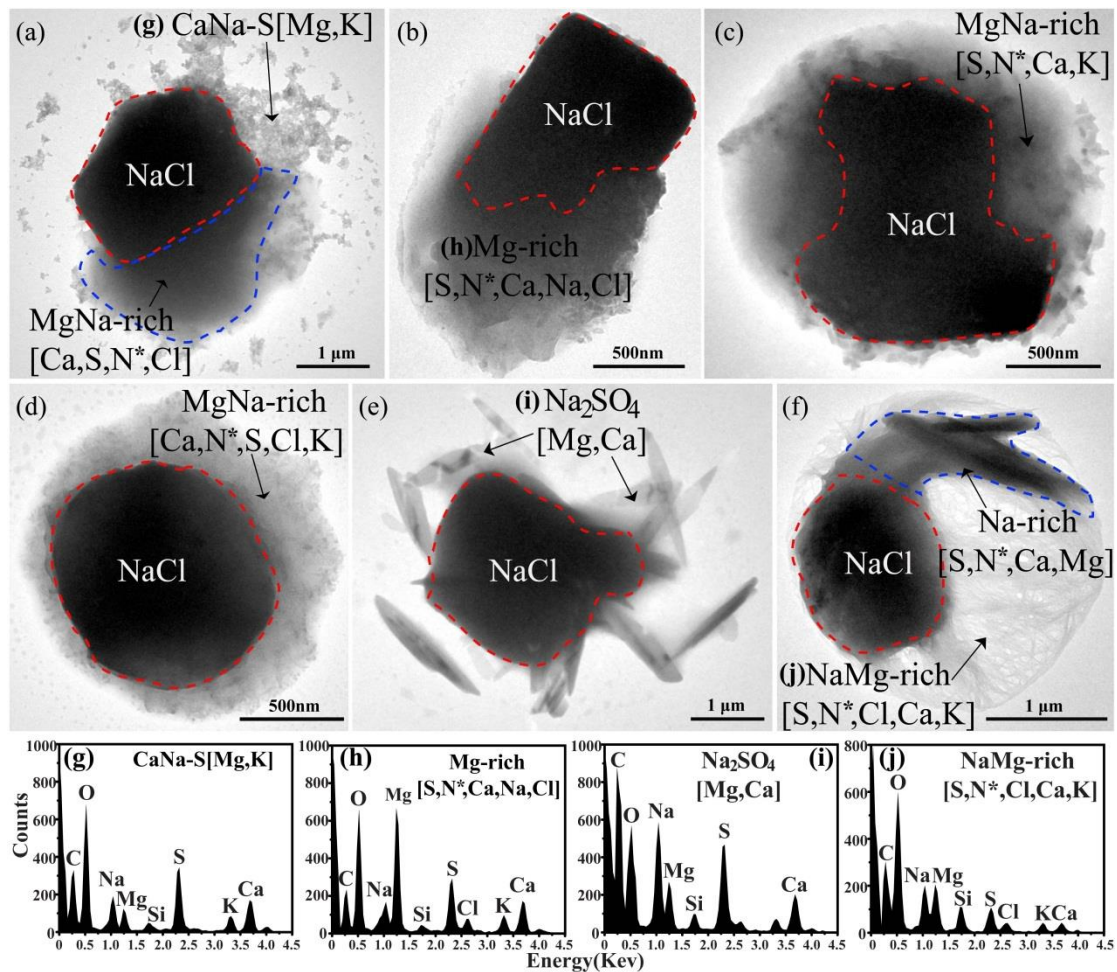 (a)
(g) CaNa-S[Mg,K]
NaCl
MgNa-rich
[Ca,S,N*,Cl]
1 μm
(b)
NaCl
(h)Mg-rich
[S,N*,Ca,Na,Cl]
500nm
(c)
MgNa-rich
[S,N*,Ca,K]
NaCl
500nm
(d)
MgNa-rich
[Ca,N*,S,Cl,K]
NaCl
500nm
(e)
(i) Na₂SO₄
[Mg,Ca]
NaCl
1 μm
(f)
Na-rich
[S,N*,Ca,Mg]
NaCl
(j)NaMg-rich
[S,N*,Cl,Ca,K]
1 μm
(g)
CaNa-S[Mg,K]
Counts
1000
800
600
400
200
0
C
O
Na
Mg
Si
S
K
Ca
0.0 0.5 1.0 1.5 2.0 2.5 3.0 3.5 4.0 4.5
(h)
Mg-rich
[S,N*,Ca,Na,Cl]
1000
800
600
400
200
0
C
O
Na
Mg
Si
S
Cl
K
Ca
0.0 0.5 1.0 1.5 2.0 2.5 3.0 3.5 4.0 4.5
Na₂SO₄ (i)
[Mg,Ca]
1000
800
600
400
200
0
C
O
Na
Mg
Si
S
Ca
0.0 0.5 1.0 1.5 2.0 2.5 3.0 3.5 4.0 4.5
(j)
NaMg-rich
[S,N*,Cl,Ca,K]
800
600
400
200
0
C
O
Na
Mg
Si
S
Cl
K
Ca
0.0 0.5 1.0 1.5 2.0 2.5 3.0 3.5 4.0 4.5
Energy(Kev)